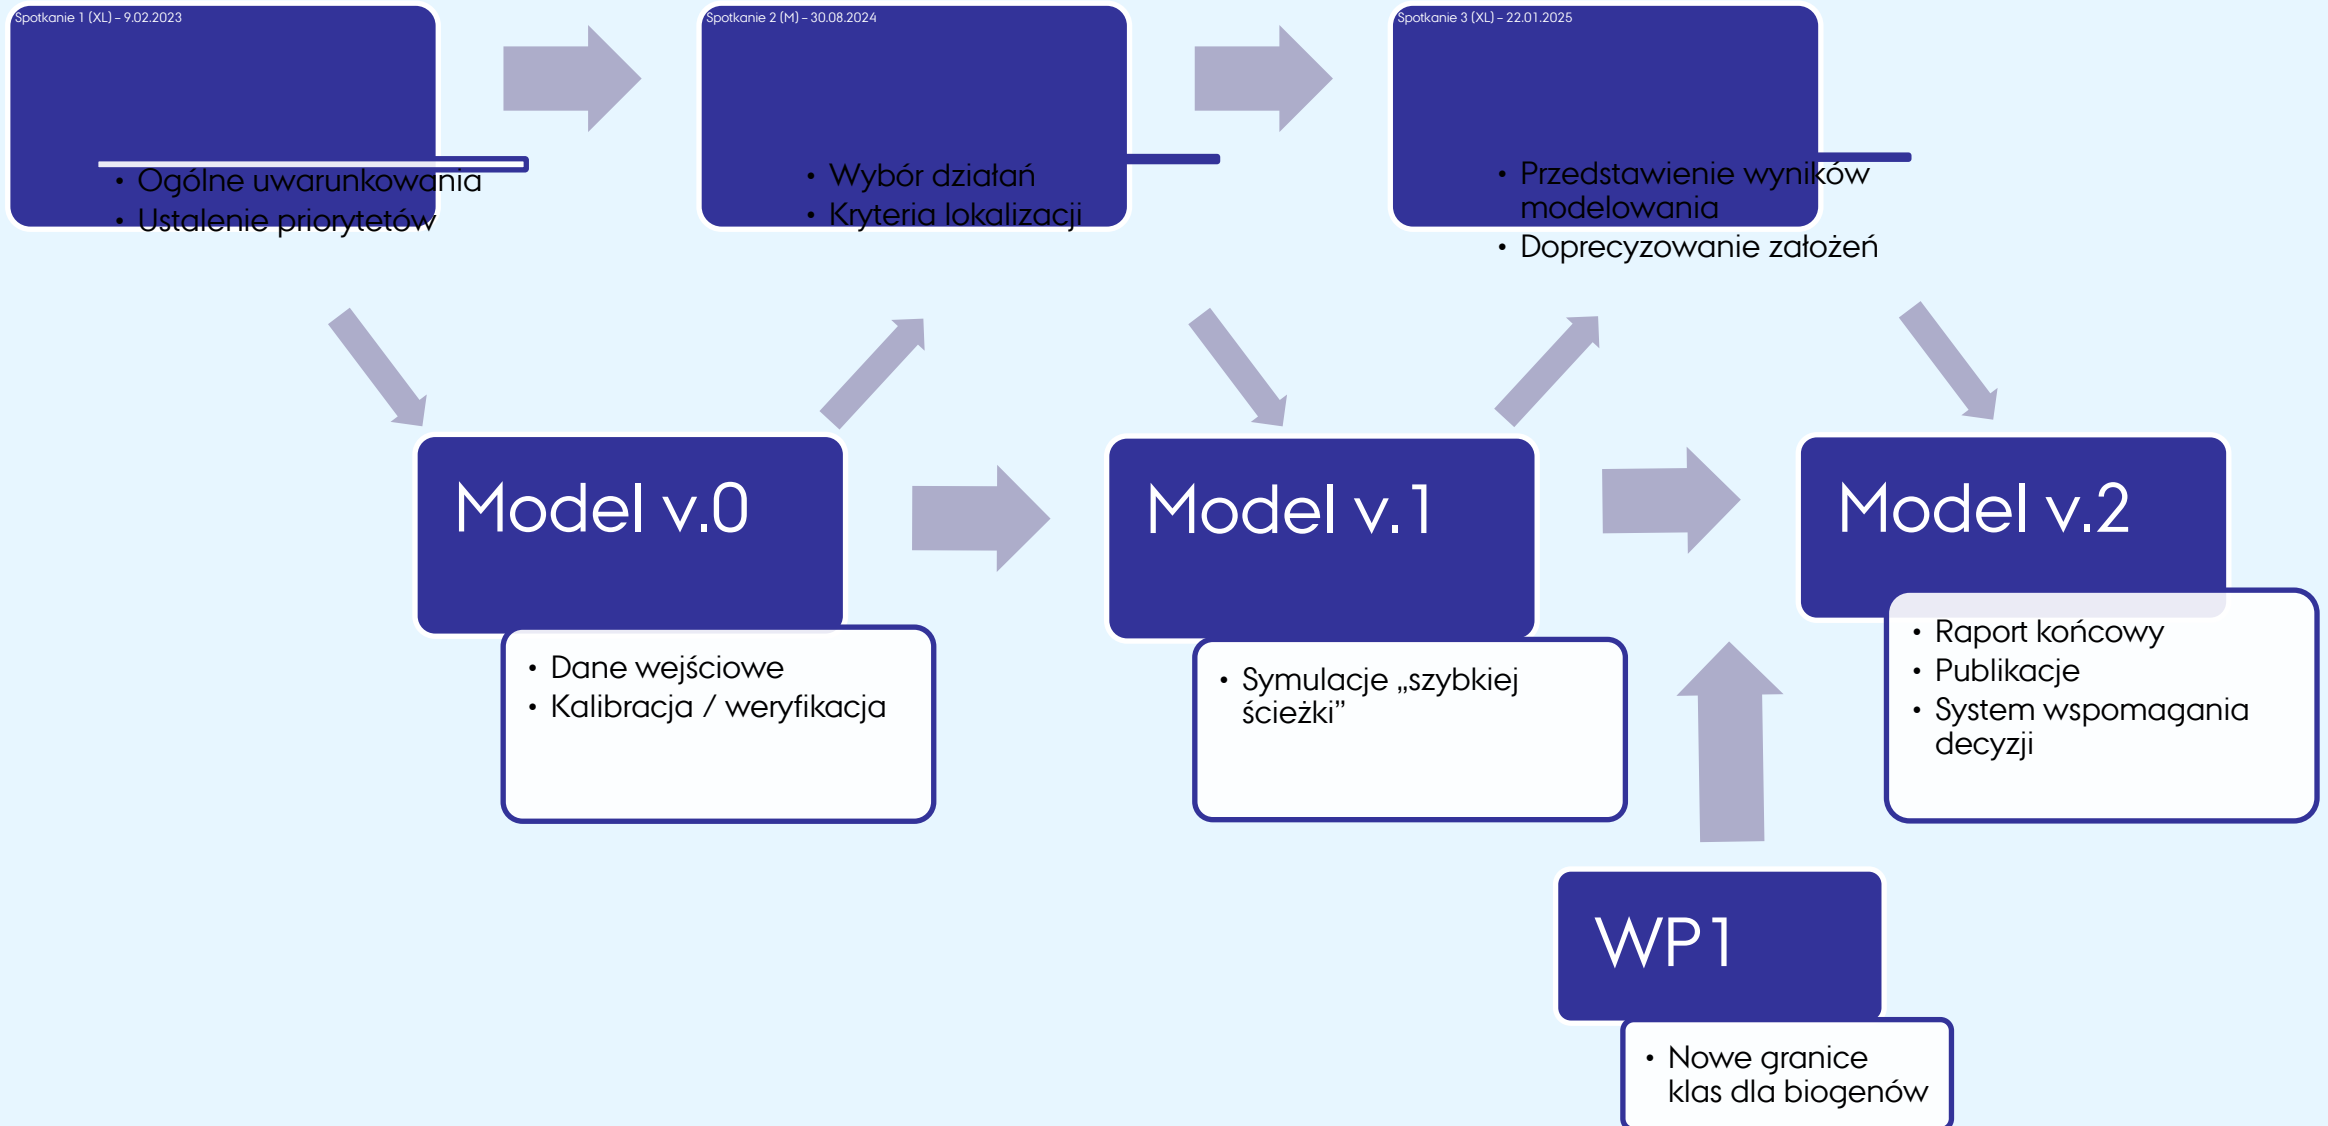 Spotkanie 1 (XL) – 9.02.2023
• Ogólne uwarunkowania
• Ustalenie priorytetów
Spotkanie 2 (M) – 30.08.2024
• Wybór działań
• Kryteria lokalizacji
Spotkanie 3 (XL) – 22.01.2025
• Przedstawienie wyników
modelowania
• Doprecyzowanie założeń
Model v.0
• Dane wejściowe
• Kalibracja / weryfikacja
Model v.1
• Symulacje „szybkiej
ścieżki”
Model v.2
• Raport końcowy
• Publikacje
• System wspomagania
decyzji
WP1
• Nowe granice
klas dla biogenów